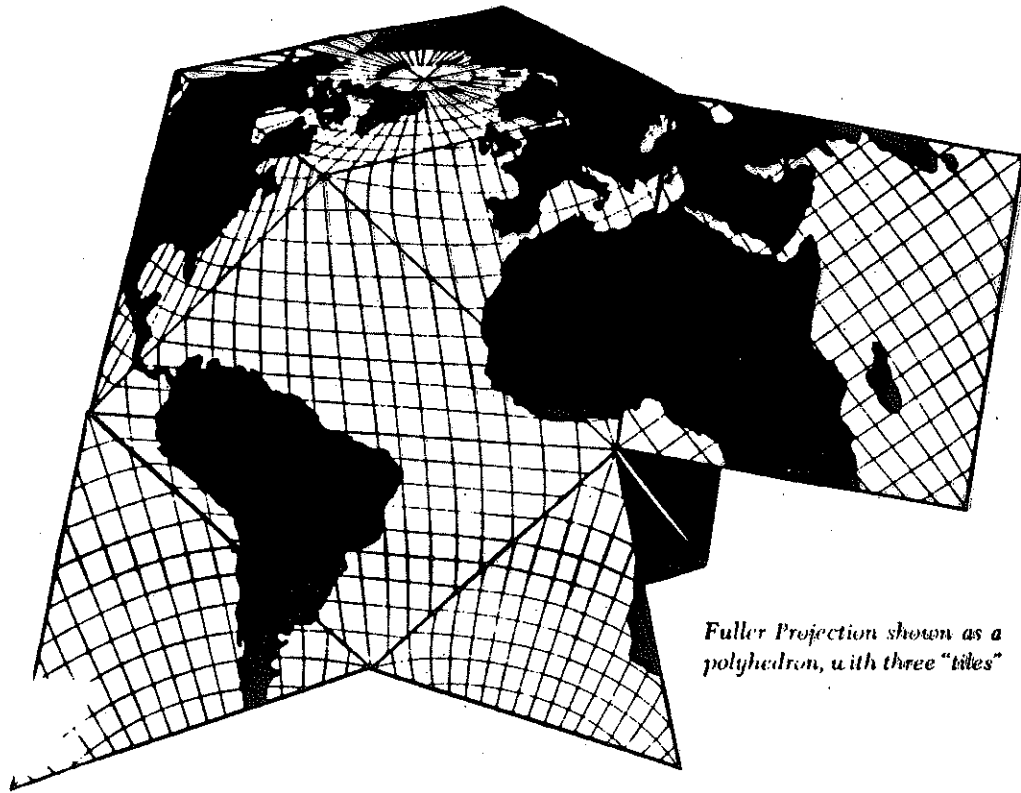 Fuller Projection shown as a
polyhedron, with three "tiles"